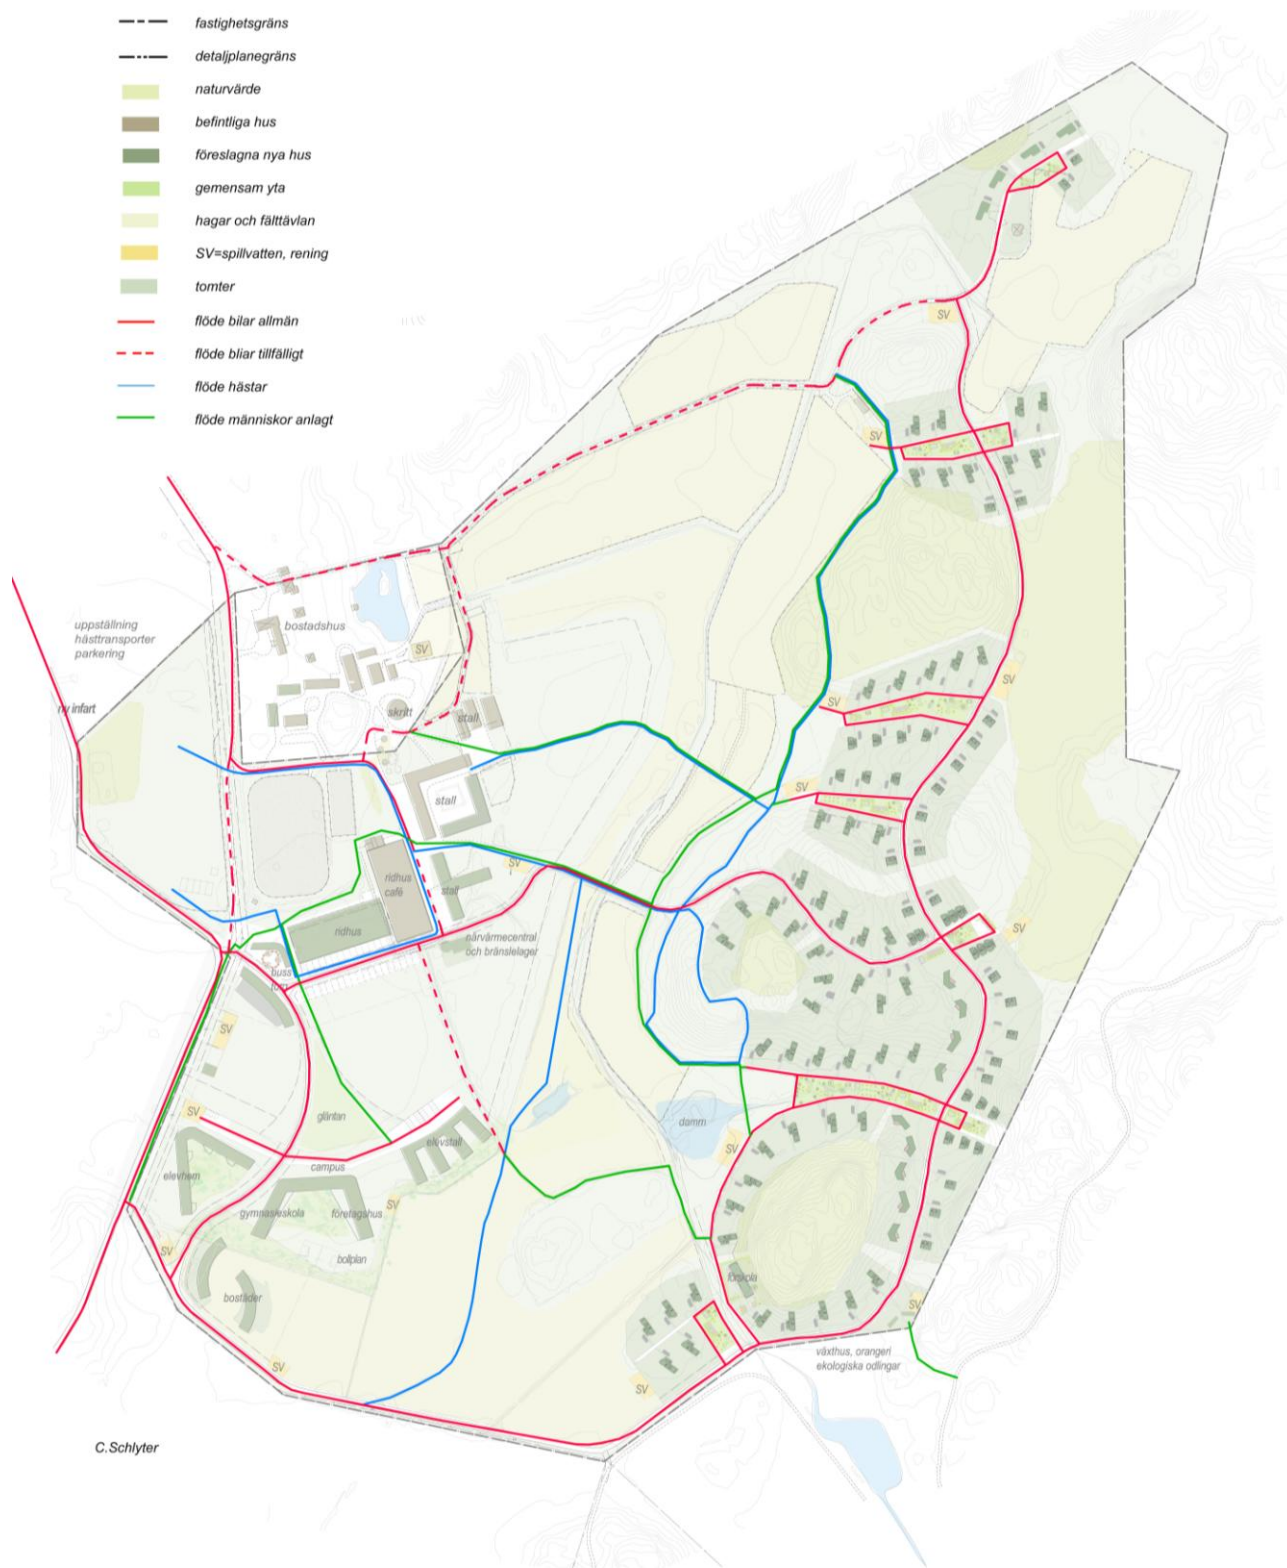 fastighetsgräns
detaljplanegräns
naturvärde
befintliga hus
föreslagna nya hus
gemensam yta
hagar och fälttävlan
SV=spillvatten, rening
tomter
flöde bilar allmän
flöde bliar tillfälligt
flöde hästar
flöde människor anlagt
SV
SV
uppställning
hästtransporter
parkering
bostadshus
SV
ny infart
skritt
stall
SV
SV
stall
SV
SV
ridhus
café
stall
ridhus
närvärmecentral
och bränslelager
SV
buss
torn
SV
SV
gläntan
damm
elevstall
SV
campus
elevhem
gymnasieskola
företagshus
SV
SV
bollplan
bostäder
förskola
SV
SV
växthus, orangeri
ekologiska odlingar
SV
C.Schlyter